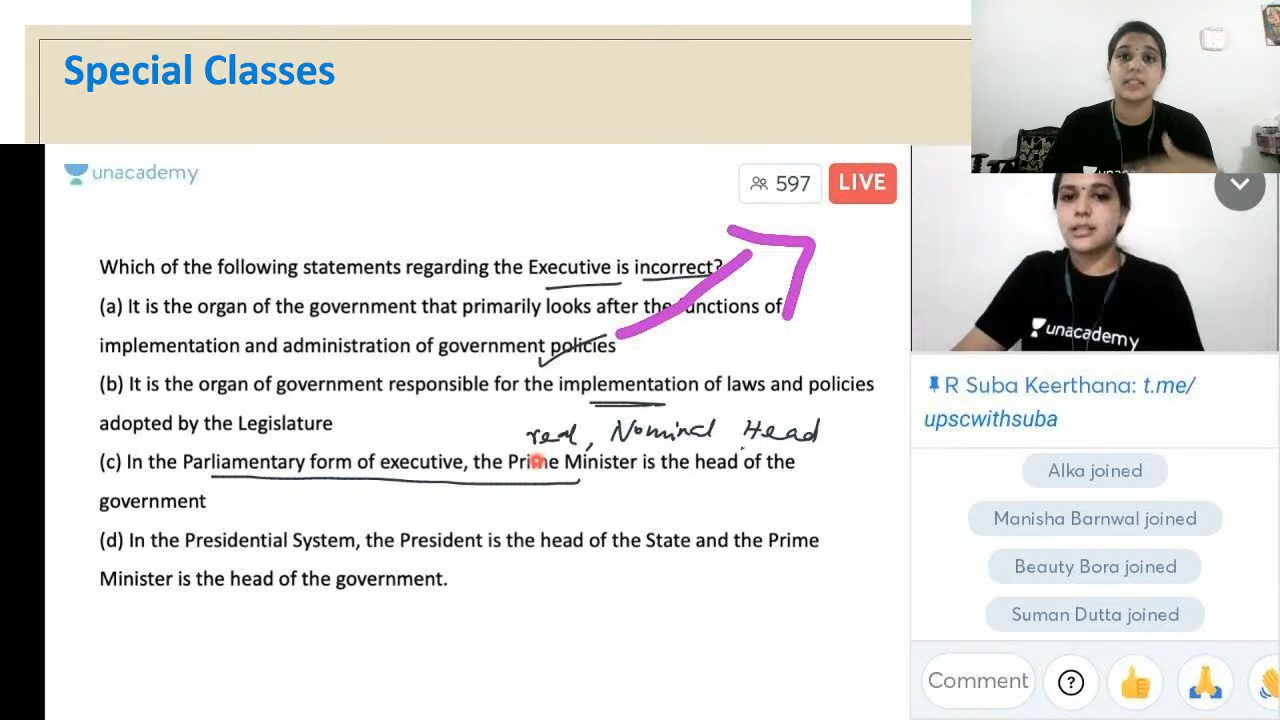 Special Classes
unacademy
597
LIVE
Which of the following statements regarding the Executive is incorrect?
(a) It is the organ of the government that primarily looks after the functions of
implementation and administration of government policies
(b) It is the organ of government responsible for the implementation of laws and policies
adopted by the Legislature
real, Nominal Head
(c) In the Parliamentary form of executive, the Prime Minister is the head of the
government
(d) In the Presidential System, the President is the head of the State and the Prime
Minister is the head of the government.
unacademy
unacademy
R Suba Keerthana: t.me/
upscwithsuba
Alka joined
Manisha Barnwal joined
Beauty Bora joined
Suman Dutta joined
Comment